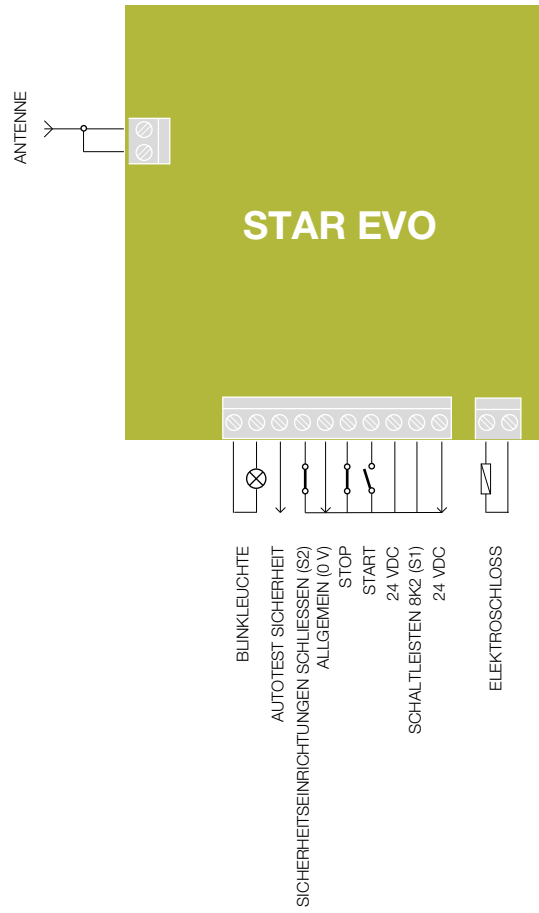 ANTENNE
STAR EVO
BLINKLEUCHTE
AUTOTEST SICHERHEIT
SICHERHEITSEINRICHTUNGEN SCHLIESSEN (S2)
ALLGEMEIN (0 V)
STOP
START
24 VDC
SCHALTLEISTEN 8K2 (S1)
24 VDC
ELEKTROSCHLOSS